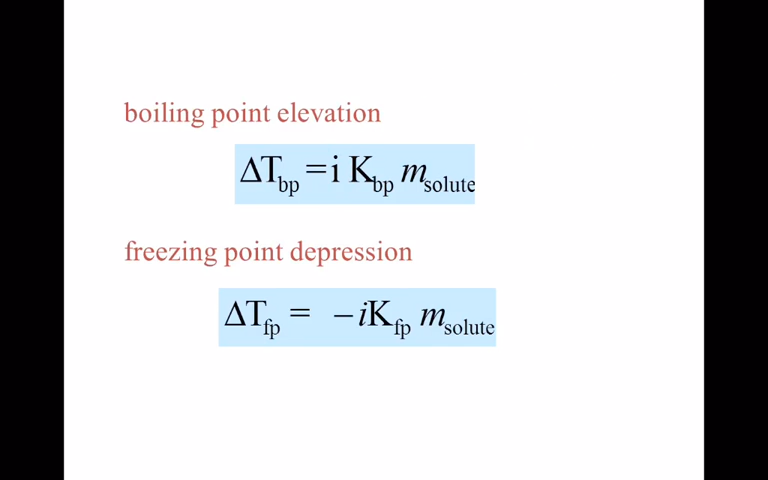 boiling point elevation
ΔTbp = i Kbp msolute
freezing point depression
ΔTfp = –iKfp msolute